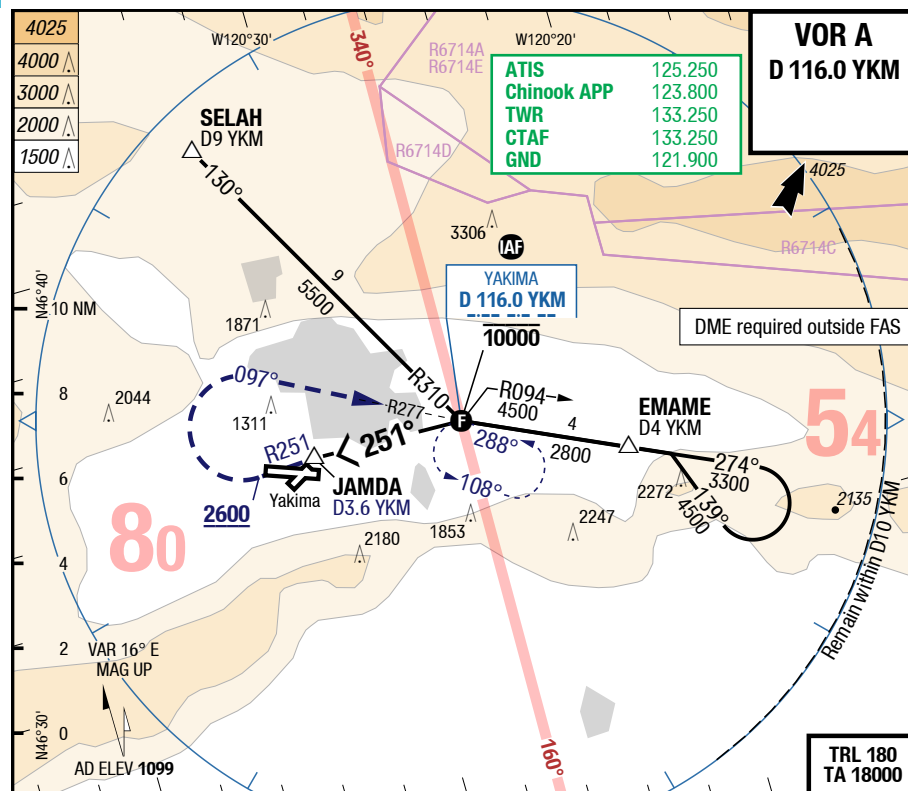 4025
4000
3000
2000
1500
W120°30'
340°
W120°20'
R6714A
R6714E
ATIS 125.250
Chinook APP 123.800
TWR 133.250
CTAF 133.250
GND 121.900
VOR A
D 116.0 YKM
SELAH
D9 YKM
R6714D
4025
130°
3306
IAF
R6714C
9
5500
YAKIMA
D 116.0 YKM
N46°40'
10 NM
1871
10000
DME required outside FAS
8
2044
097°
1311
R310
R277
R094
4500
4
2800
EMAME
D4 YKM
54
F
R251
251°
288°
108°
274°
3300
6
Yakima
JAMDA
D3.6 YKM
2272
139°
4500
2135
2600
1853
2247
80
2180
4
Remain within D10 YKM
2
VAR 16° E
MAG UP
N46°30'
0
AD ELEV 1099
160°
TRL 180
TA 18000